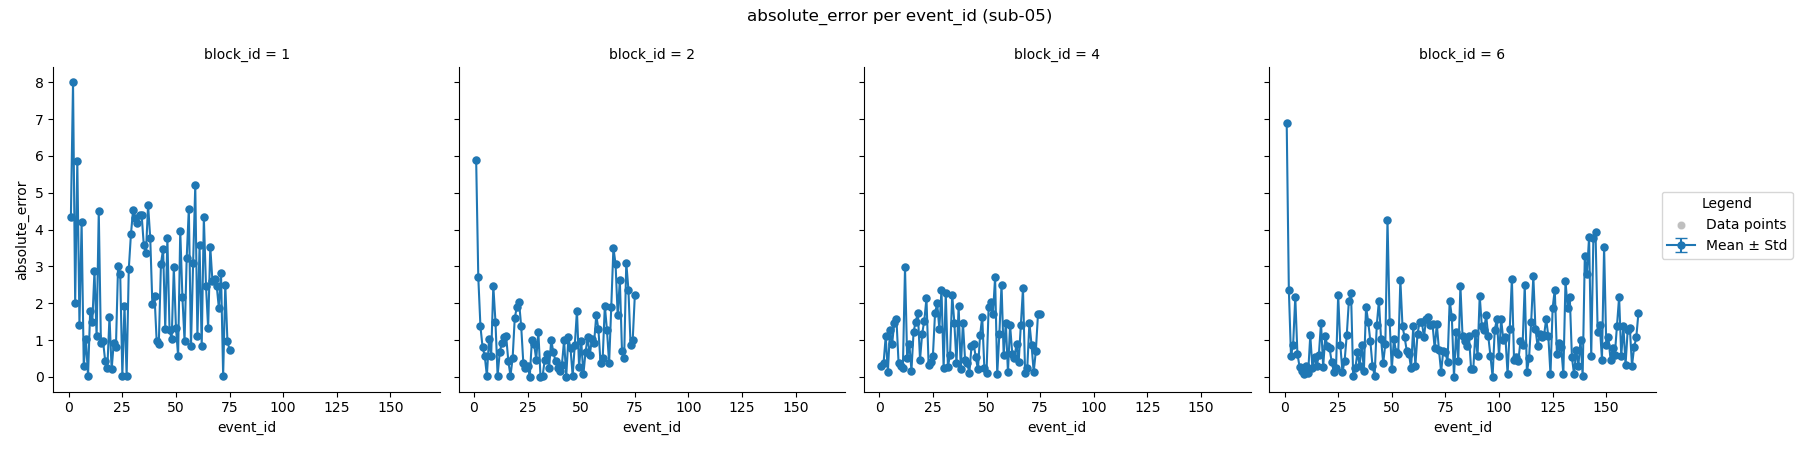 absolute_error per event_id (sub-05)
block_id = 1
block_id = 2
block_id = 4
block_id = 6
absolute_error
8
7
6
5
4
3
2
1
0
0 25 50 75 100 125 150
0 25 50 75 100 125 150
0 25 50 75 100 125 150
0 25 50 75 100 125 150
event_id
event_id
event_id
event_id
Legend
Data points
Mean ± Std